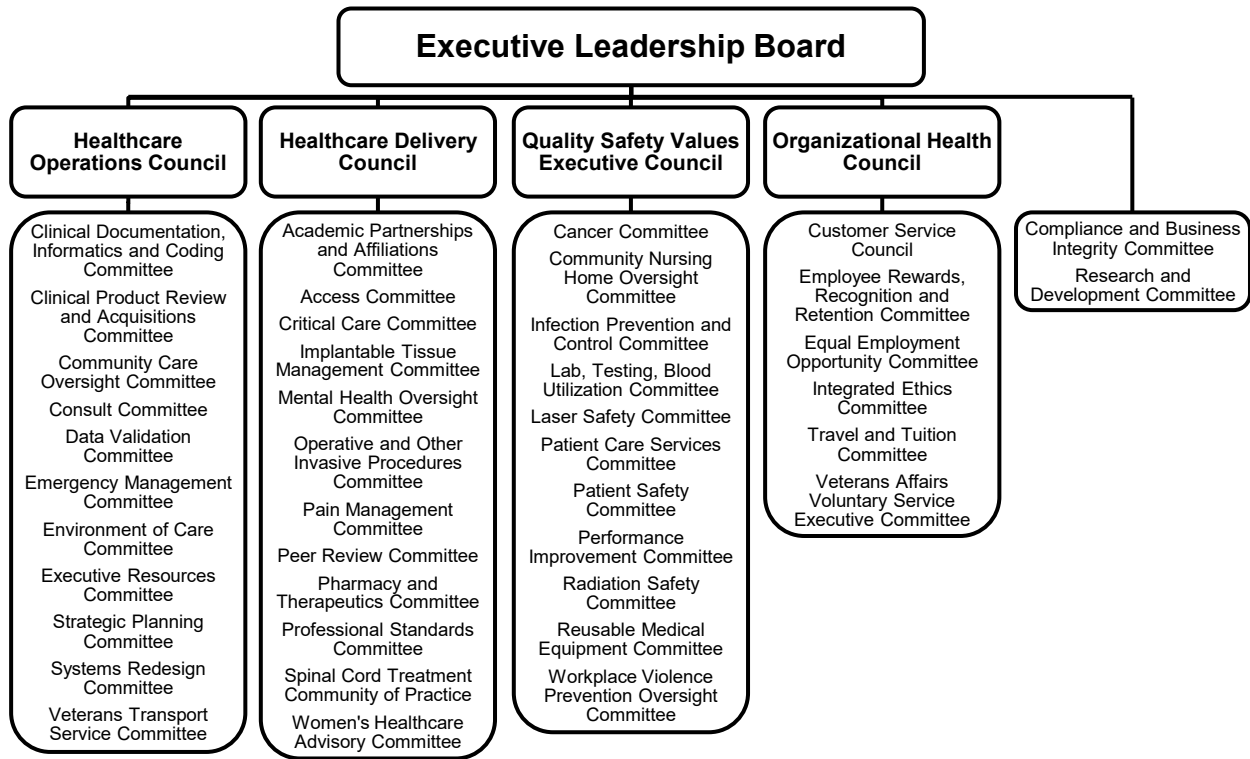 Executive Leadership Board
Healthcare
Operations Council
Clinical Documentation,
Informatics and Coding
Committee
Clinical Product Review
and Acquisitions
Committee
Community Care
Oversight Committee
Consult Committee
Data Validation
Committee
Emergency Management
Committee
Environment of Care
Committee
Executive Resources
Committee
Strategic Planning
Committee
Systems Redesign
Committee
Veterans Transport
Service Committee
Healthcare Delivery
Council
Academic Partnerships
and Affiliations
Committee
Access Committee
Critical Care Committee
Implantable Tissue
Management Committee
Mental Health Oversight
Committee
Operative and Other
Invasive Procedures
Committee
Pain Management
Committee
Peer Review Committee
Pharmacy and
Therapeutics Committee
Professional Standards
Committee
Spinal Cord Treatment
Community of Practice
Women's Healthcare
Advisory Committee
Quality Safety Values
Executive Council
Cancer Committee
Community Nursing
Home Oversight
Committee
Infection Prevention and
Control Committee
Lab, Testing, Blood
Utilization Committee
Laser Safety Committee
Patient Care Services
Committee
Patient Safety
Committee
Performance
Improvement Committee
Radiation Safety
Committee
Reusable Medical
Equipment Committee
Workplace Violence
Prevention Oversight
Committee
Organizational Health
Council
Customer Service
Council
Employee Rewards,
Recognition and
Retention Committee
Equal Employment
Opportunity Committee
Integrated Ethics
Committee
Travel and Tuition
Committee
Veterans Affairs
Voluntary Service
Executive Committee
Compliance and Business
Integrity Committee
Research and
Development Committee